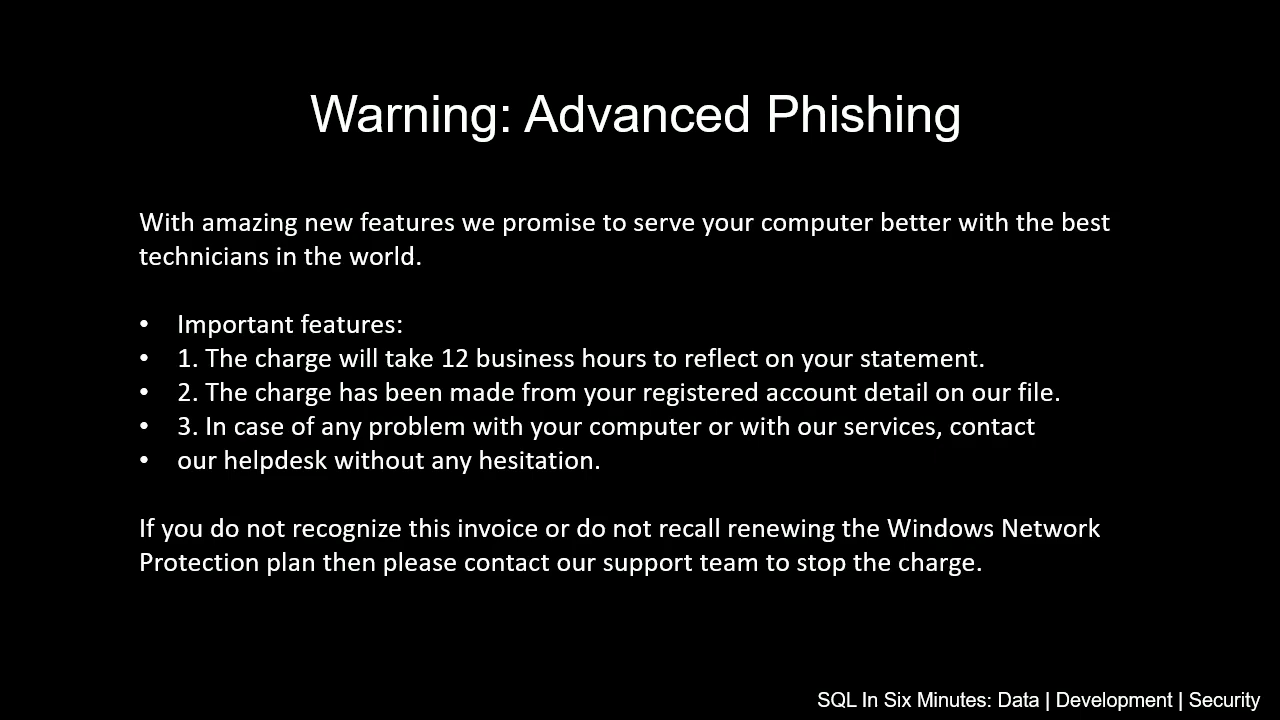 Warning: Advanced Phishing
With amazing new features we promise to serve your computer better with the best
technicians in the world.
• Important features:
• 1. The charge will take 12 business hours to reflect on your statement.
• 2. The charge has been made from your registered account detail on our file.
• 3. In case of any problem with your computer or with our services, contact
• our helpdesk without any hesitation.
If you do not recognize this invoice or do not recall renewing the Windows Network
Protection plan then please contact our support team to stop the charge.
SQL In Six Minutes: Data | Development | Security